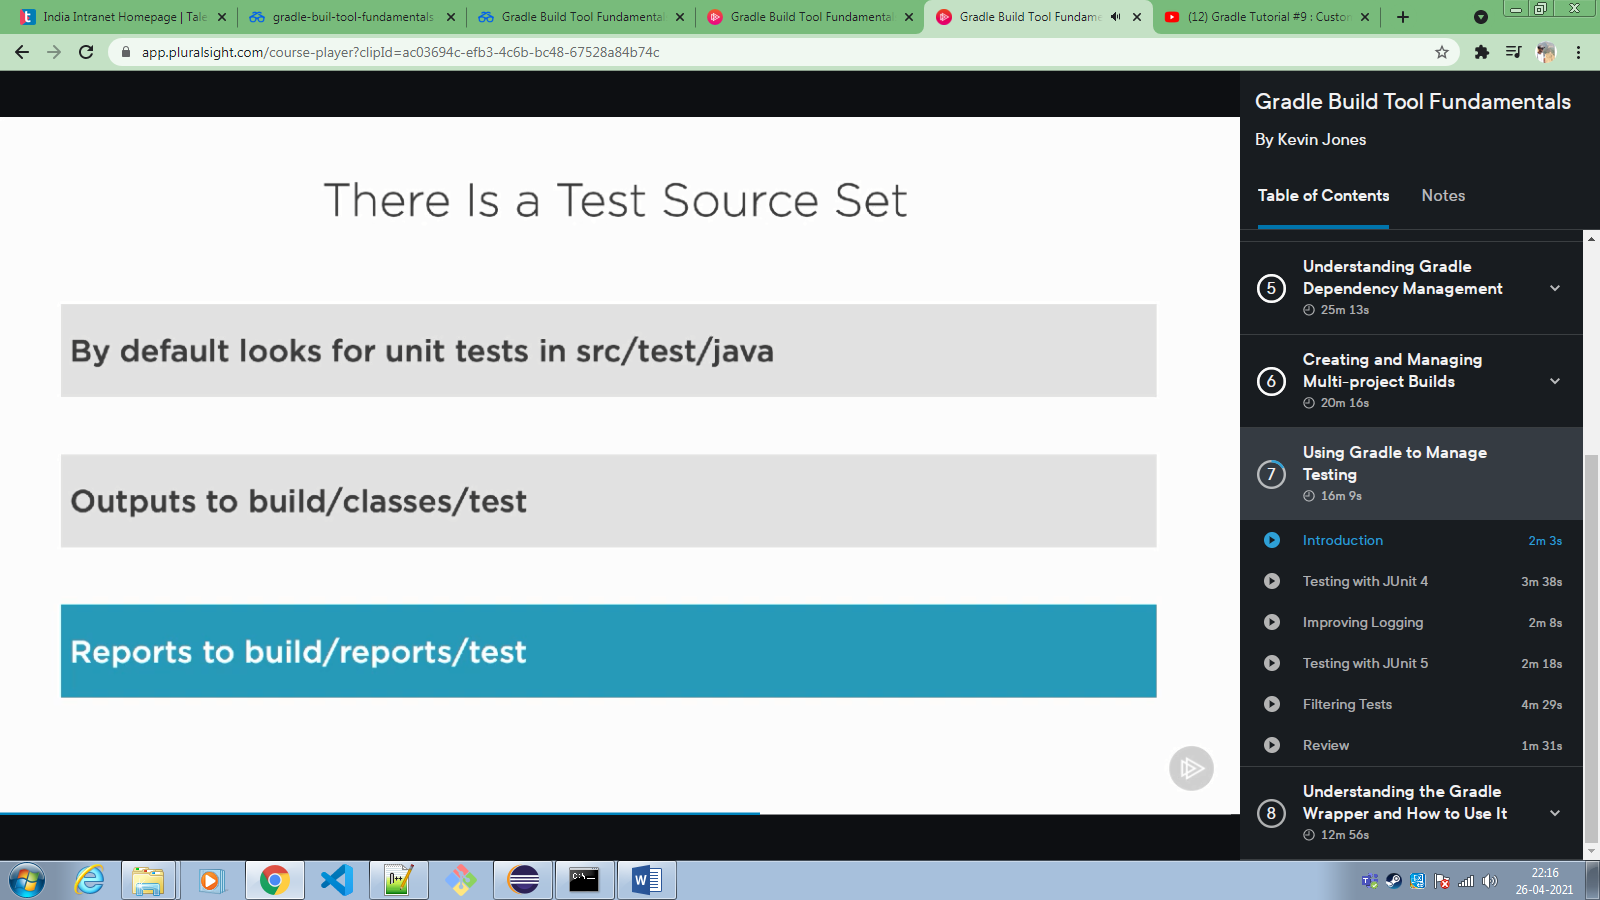 India Intranet Homepage | Tale
gradle-buil-tool-fundamentals
Gradle Build Tool Fundamental
Gradle Build Tool Fundamental
Gradle Build Tool Fundame
(12) Gradle Tutorial #9 : Custon
app.pluralsight.com/course-player?clipId=ac03694c-efb3-4c6b-bc48-67528a84b74c
There Is a Test Source Set
By default looks for unit tests in src/test/java
Outputs to build/classes/test
Reports to build/reports/test
Gradle Build Tool Fundamentals
By Kevin Jones
Table of Contents
Notes
5
Understanding Gradle
Dependency Management
25m 13s
6
Creating and Managing
Multi-project Builds
20m 16s
7
Using Gradle to Manage
Testing
16m 9s
Introduction 2m 3s
Testing with JUnit 4 3m 38s
Improving Logging 2m 8s
Testing with JUnit 5 2m 18s
Filtering Tests 4m 29s
Review 1m 31s
8
Understanding the Gradle
Wrapper and How to Use It
12m 56s
22:16
26-04-2021